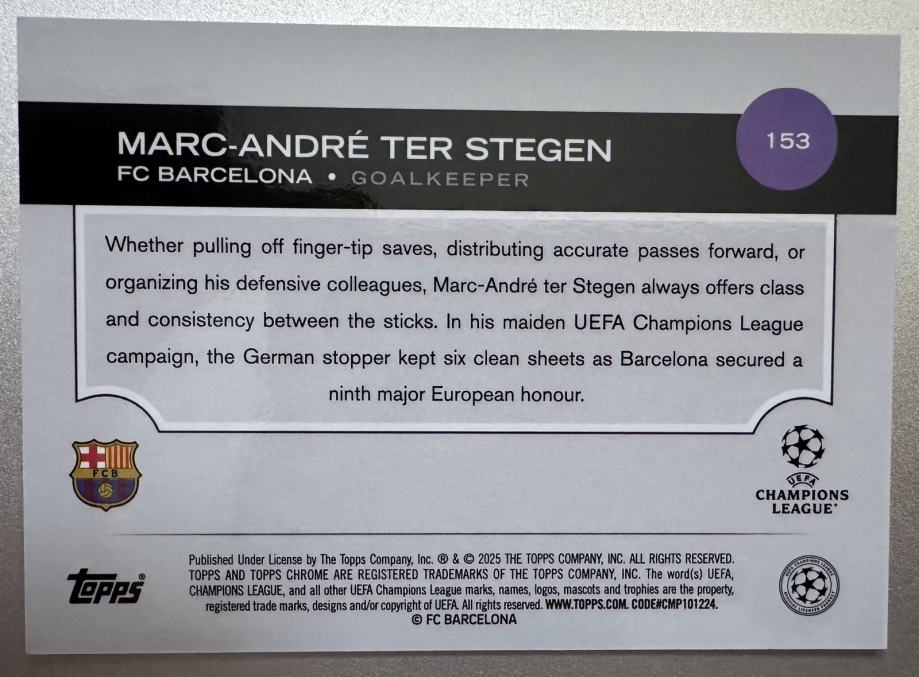 MARC-ANDRÉ TER STEGEN
153
FC BARCELONA • GOALKEEPER
Whether pulling off finger-tip saves, distributing accurate passes forward, or
organizing his defensive colleagues, Marc-André ter Stegen always offers class
and consistency between the sticks. In his maiden UEFA Champions League
campaign, the German stopper kept six clean sheets as Barcelona secured a
ninth major European honour.
FCB
UEFA
CHAMPIONS
LEAGUE®
Published Under License by The Topps Company, Inc. ® & © 2025 THE TOPPS COMPANY, INC. ALL RIGHTS RESERVED.
TOPPS AND TOPPS CHROME ARE REGISTERED TRADEMARKS OF THE TOPPS COMPANY, INC. The word(s) UEFA,
CHAMPIONS LEAGUE, and all other UEFA Champions League marks, names, logos, mascots and trophies are the property,
registered trade marks, designs and/or copyright of UEFA. All rights reserved. WWW.TOPPS.COM. CODE#CMP101224.
© FC BARCELONA
topps®